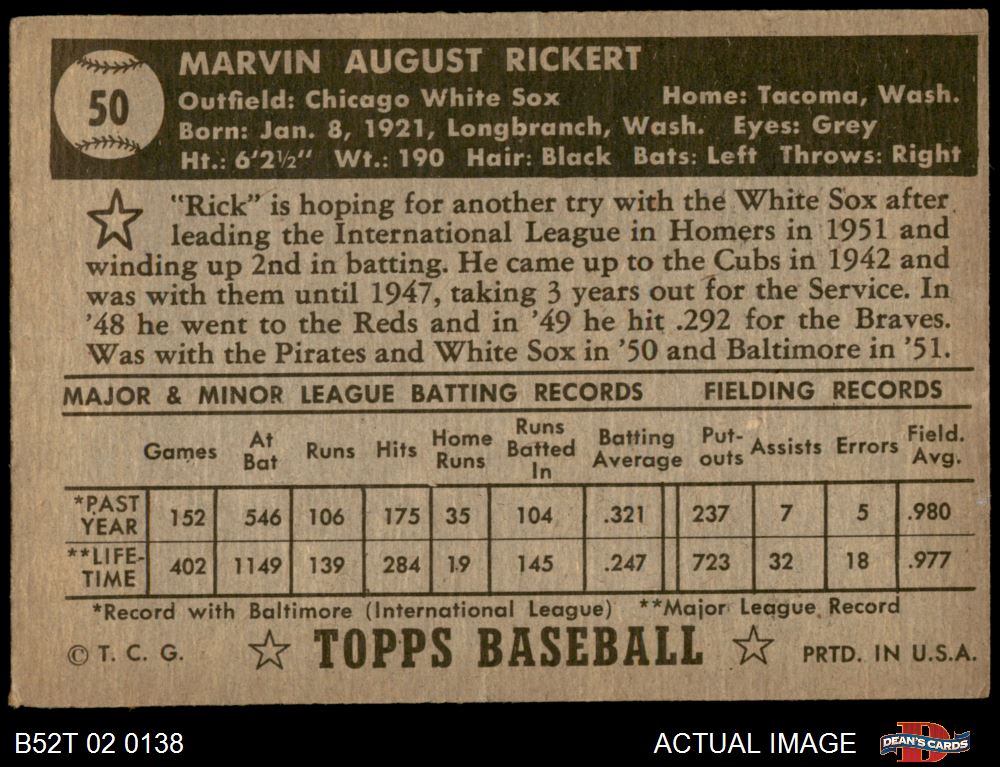 50
MARVIN AUGUST RICKERT
Outfield: Chicago White Sox Home: Tacoma, Wash.
Born: Jan. 8, 1921, Longbranch, Wash. Eyes: Grey
Ht.: 6'2½" Wt.: 190 Hair: Black Bats: Left Throws: Right
"Rick" is hoping for another try with the White Sox after
leading the International League in Homers in 1951 and
winding up 2nd in batting. He came up to the Cubs in 1942 and
was with them until 1947, taking 3 years out for the Service. In
'48 he went to the Reds and in '49 he hit .292 for the Braves.
Was with the Pirates and White Sox in '50 and Baltimore in '51.
MAJOR & MINOR LEAGUE BATTING RECORDS FIELDING RECORDS
Games At Bat Runs Hits Home Runs Runs Batted In Batting Average Put-outs Assists Errors Field. Avg.
*PAST YEAR 152 546 106 175 35 104 .321 237 7 5 .980
**LIFE-TIME 402 1149 139 284 19 145 .247 723 32 18 .977
*Record with Baltimore (International League) **Major League Record
© T. C. G. TOPPS BASEBALL PRTD. IN U.S.A.
B52T 02 0138 ACTUAL IMAGE D DEAN'S CARDS